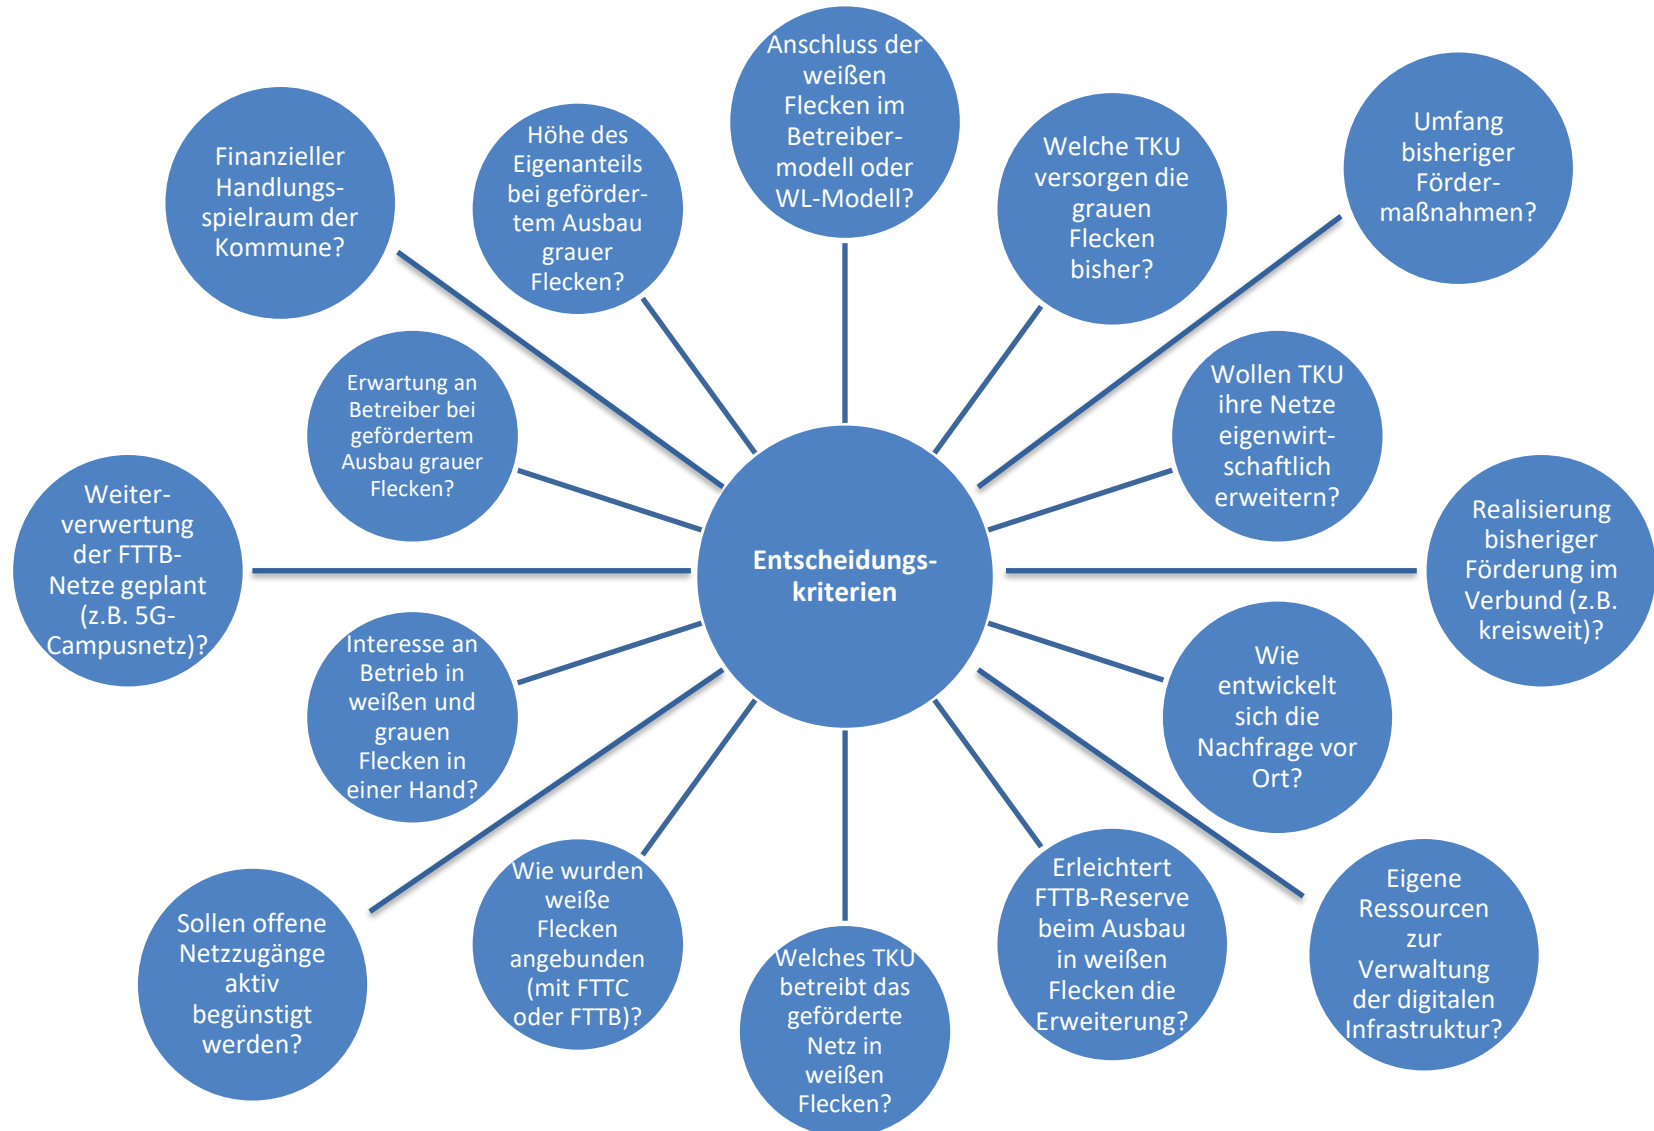 Anschluss der
weißen
Flecken im
Betreiber-
modell oder
WL-Modell?
Welche TKU
versorgen die
grauen
Flecken
bisher?
Umfang
bisheriger
Förder-
maßnahmen?
Wollen TKU
ihre Netze
eigenwirt-
schaftlich
erweitern?
Realisierung
bisheriger
Förderung im
Verbund (z.B.
kreisweit)?
Wie
entwickelt
sich die
Nachfrage vor
Ort?
Eigene
Ressourcen
zur
Verwaltung
der digitalen
Infrastruktur?
Erleichtert
FTTB-Reserve
beim Ausbau
in weißen
Flecken die
Erweiterung?
Welches TKU
betreibt das
geförderte
Netz in
weißen
Flecken?
Wie wurden
weiße
Flecken
angebunden
(mit FTTC
oder FTTB)?
Sollen offene
Netzzugänge
aktiv
begünstigt
werden?
Interesse an
Betrieb in
weißen und
grauen
Flecken in
einer Hand?
Weiter-
verwertung
der FTTB-
Netze geplant
(z.B. 5G-
Campusnetz)?
Erwartung an
Betreiber bei
gefördertem
Ausbau grauer
Flecken?
Finanzieller
Handlungs-
spielraum der
Kommune?
Höhe des
Eigenanteils
bei geförder-
tem Ausbau
grauer
Flecken?
Entscheidungs-
kriterien